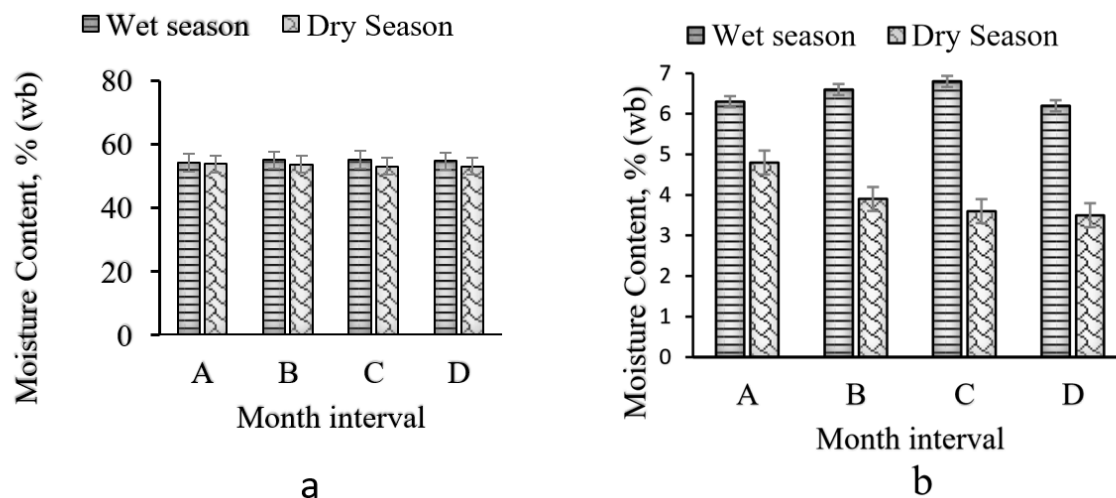 Wet season Dry Season
Moisture Content, % (wb)
80
60
40
20
0
A B C D
Month interval
a
Wet season Dry Season
Moisture Content, % (wb)
7
6
5
4
3
2
1
0
A B C D
Month interval
b